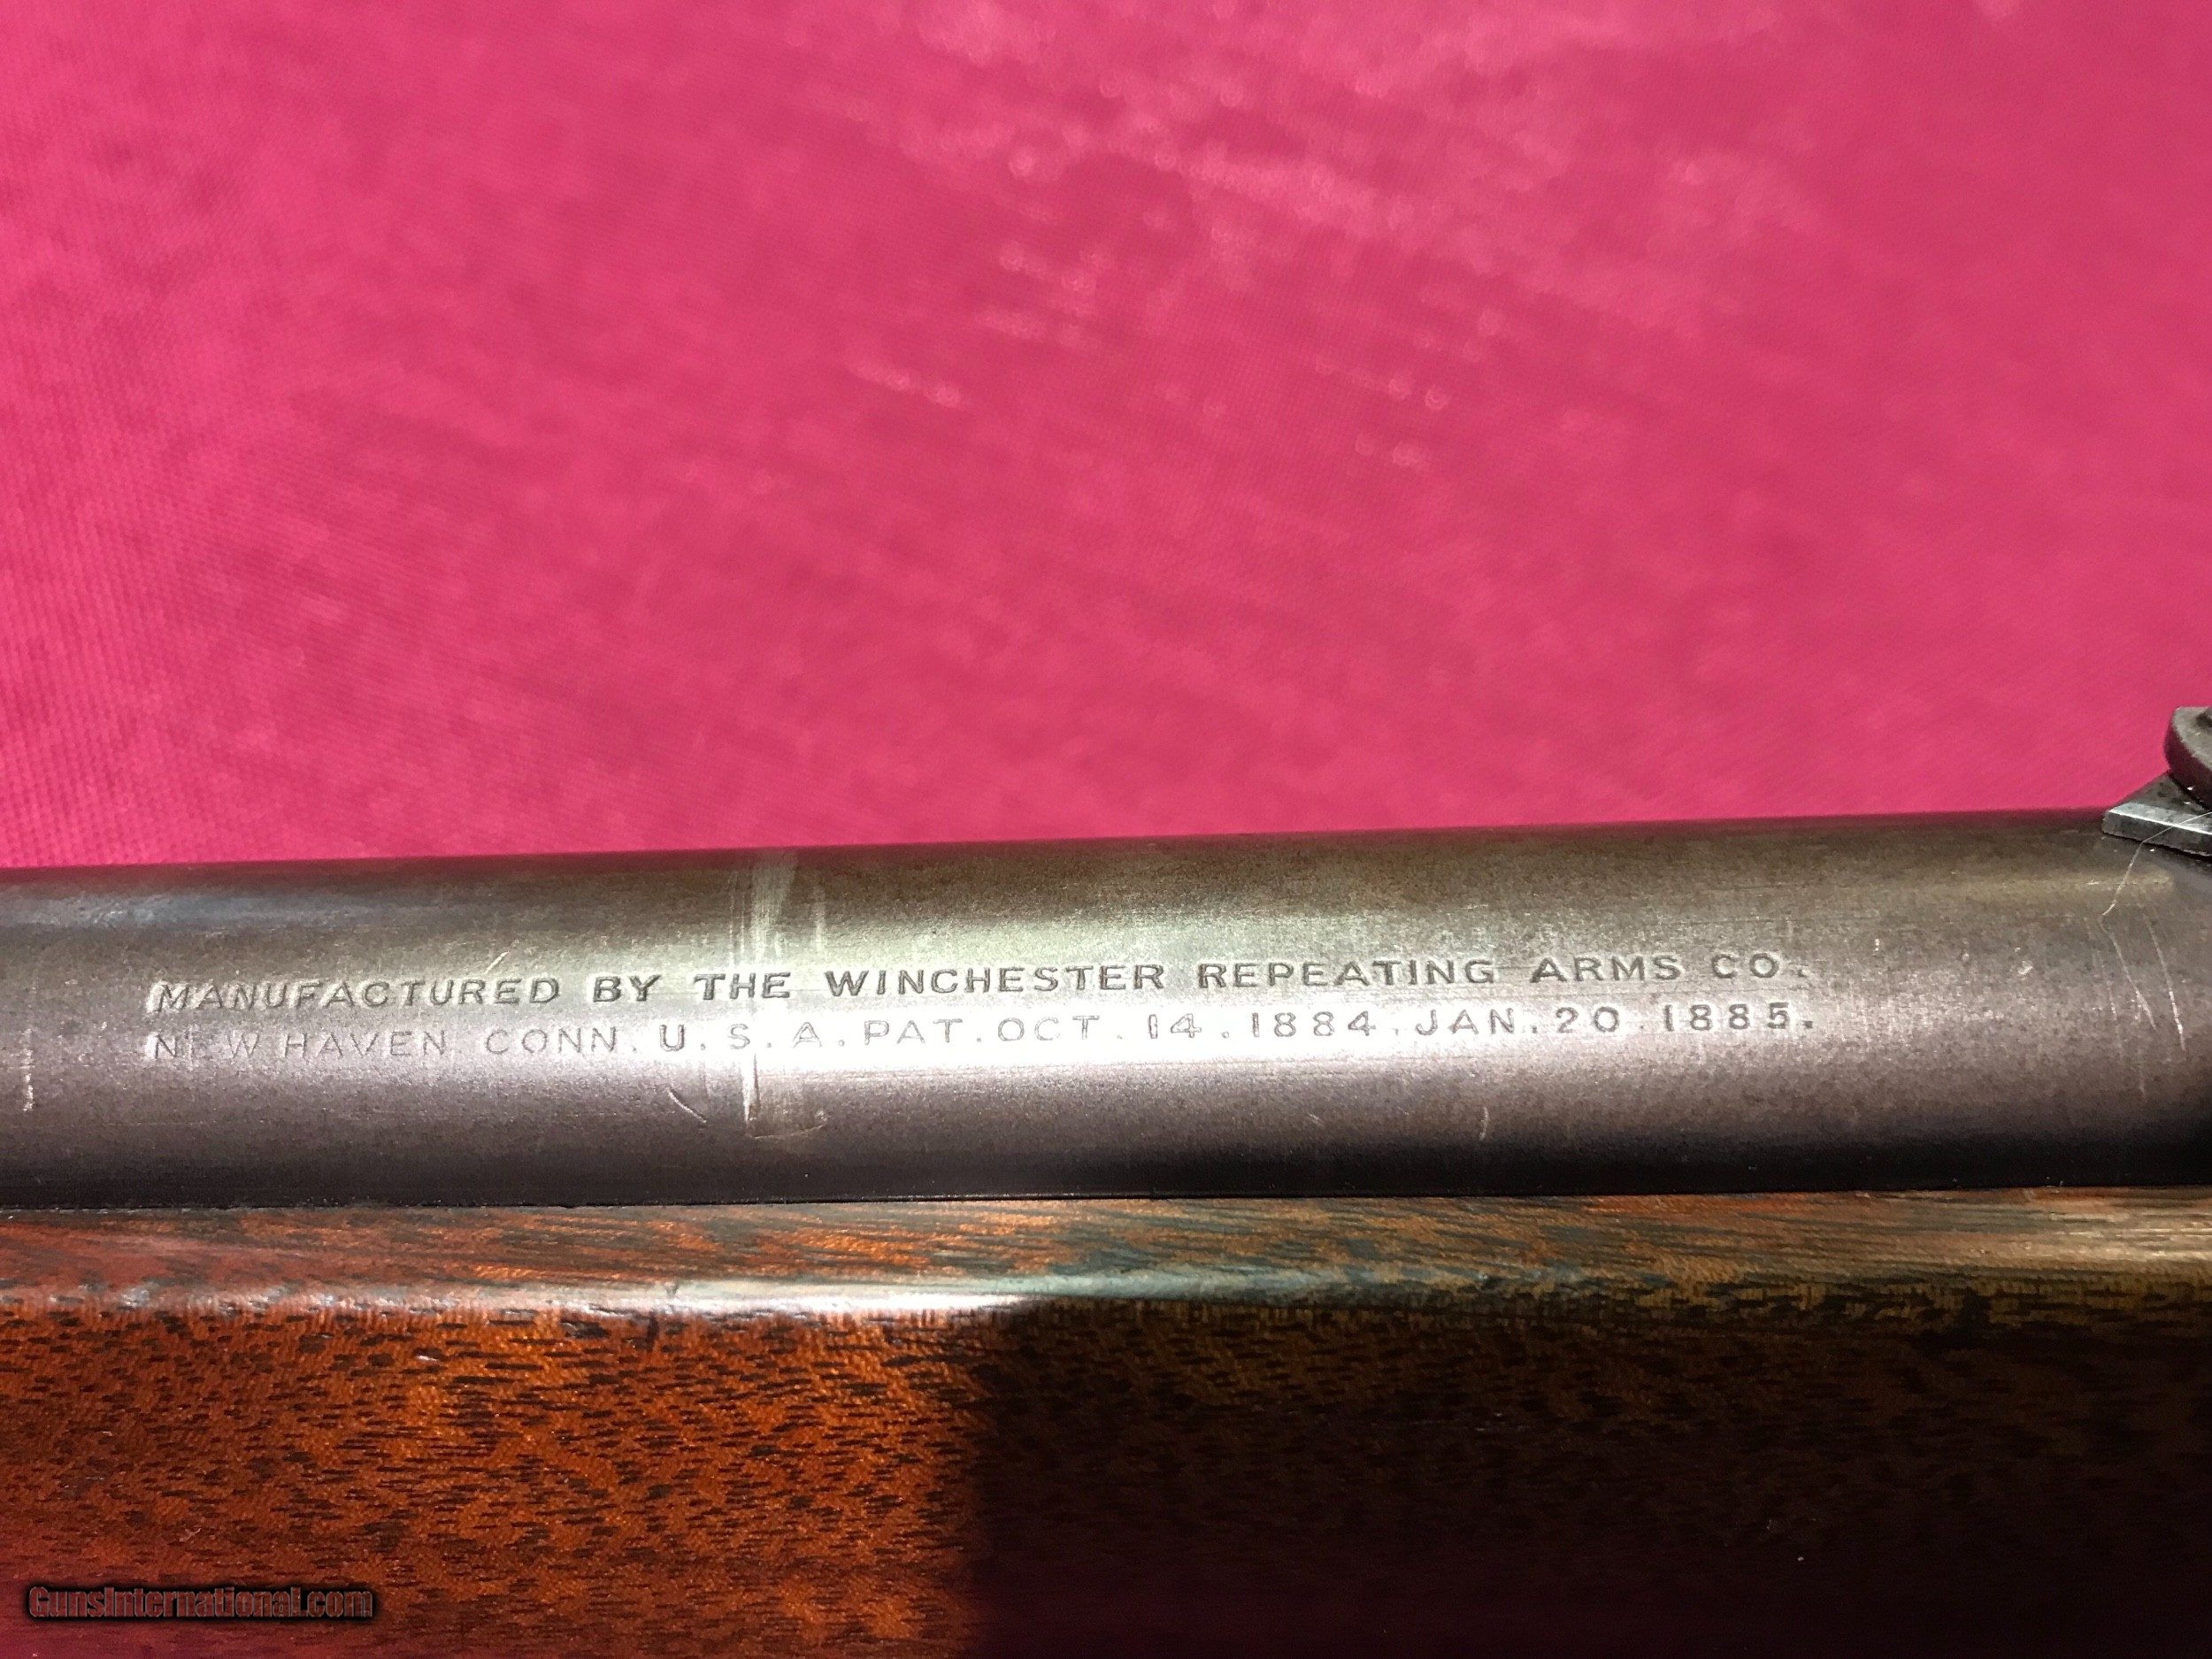 MANUFACTURED BY THE WINCHESTER REPEATING ARMS CO.
NEW HAVEN CONN. U.S.A. PAT. OCT. 14. 1884. JAN. 20. 1885.
GunsInternational.com